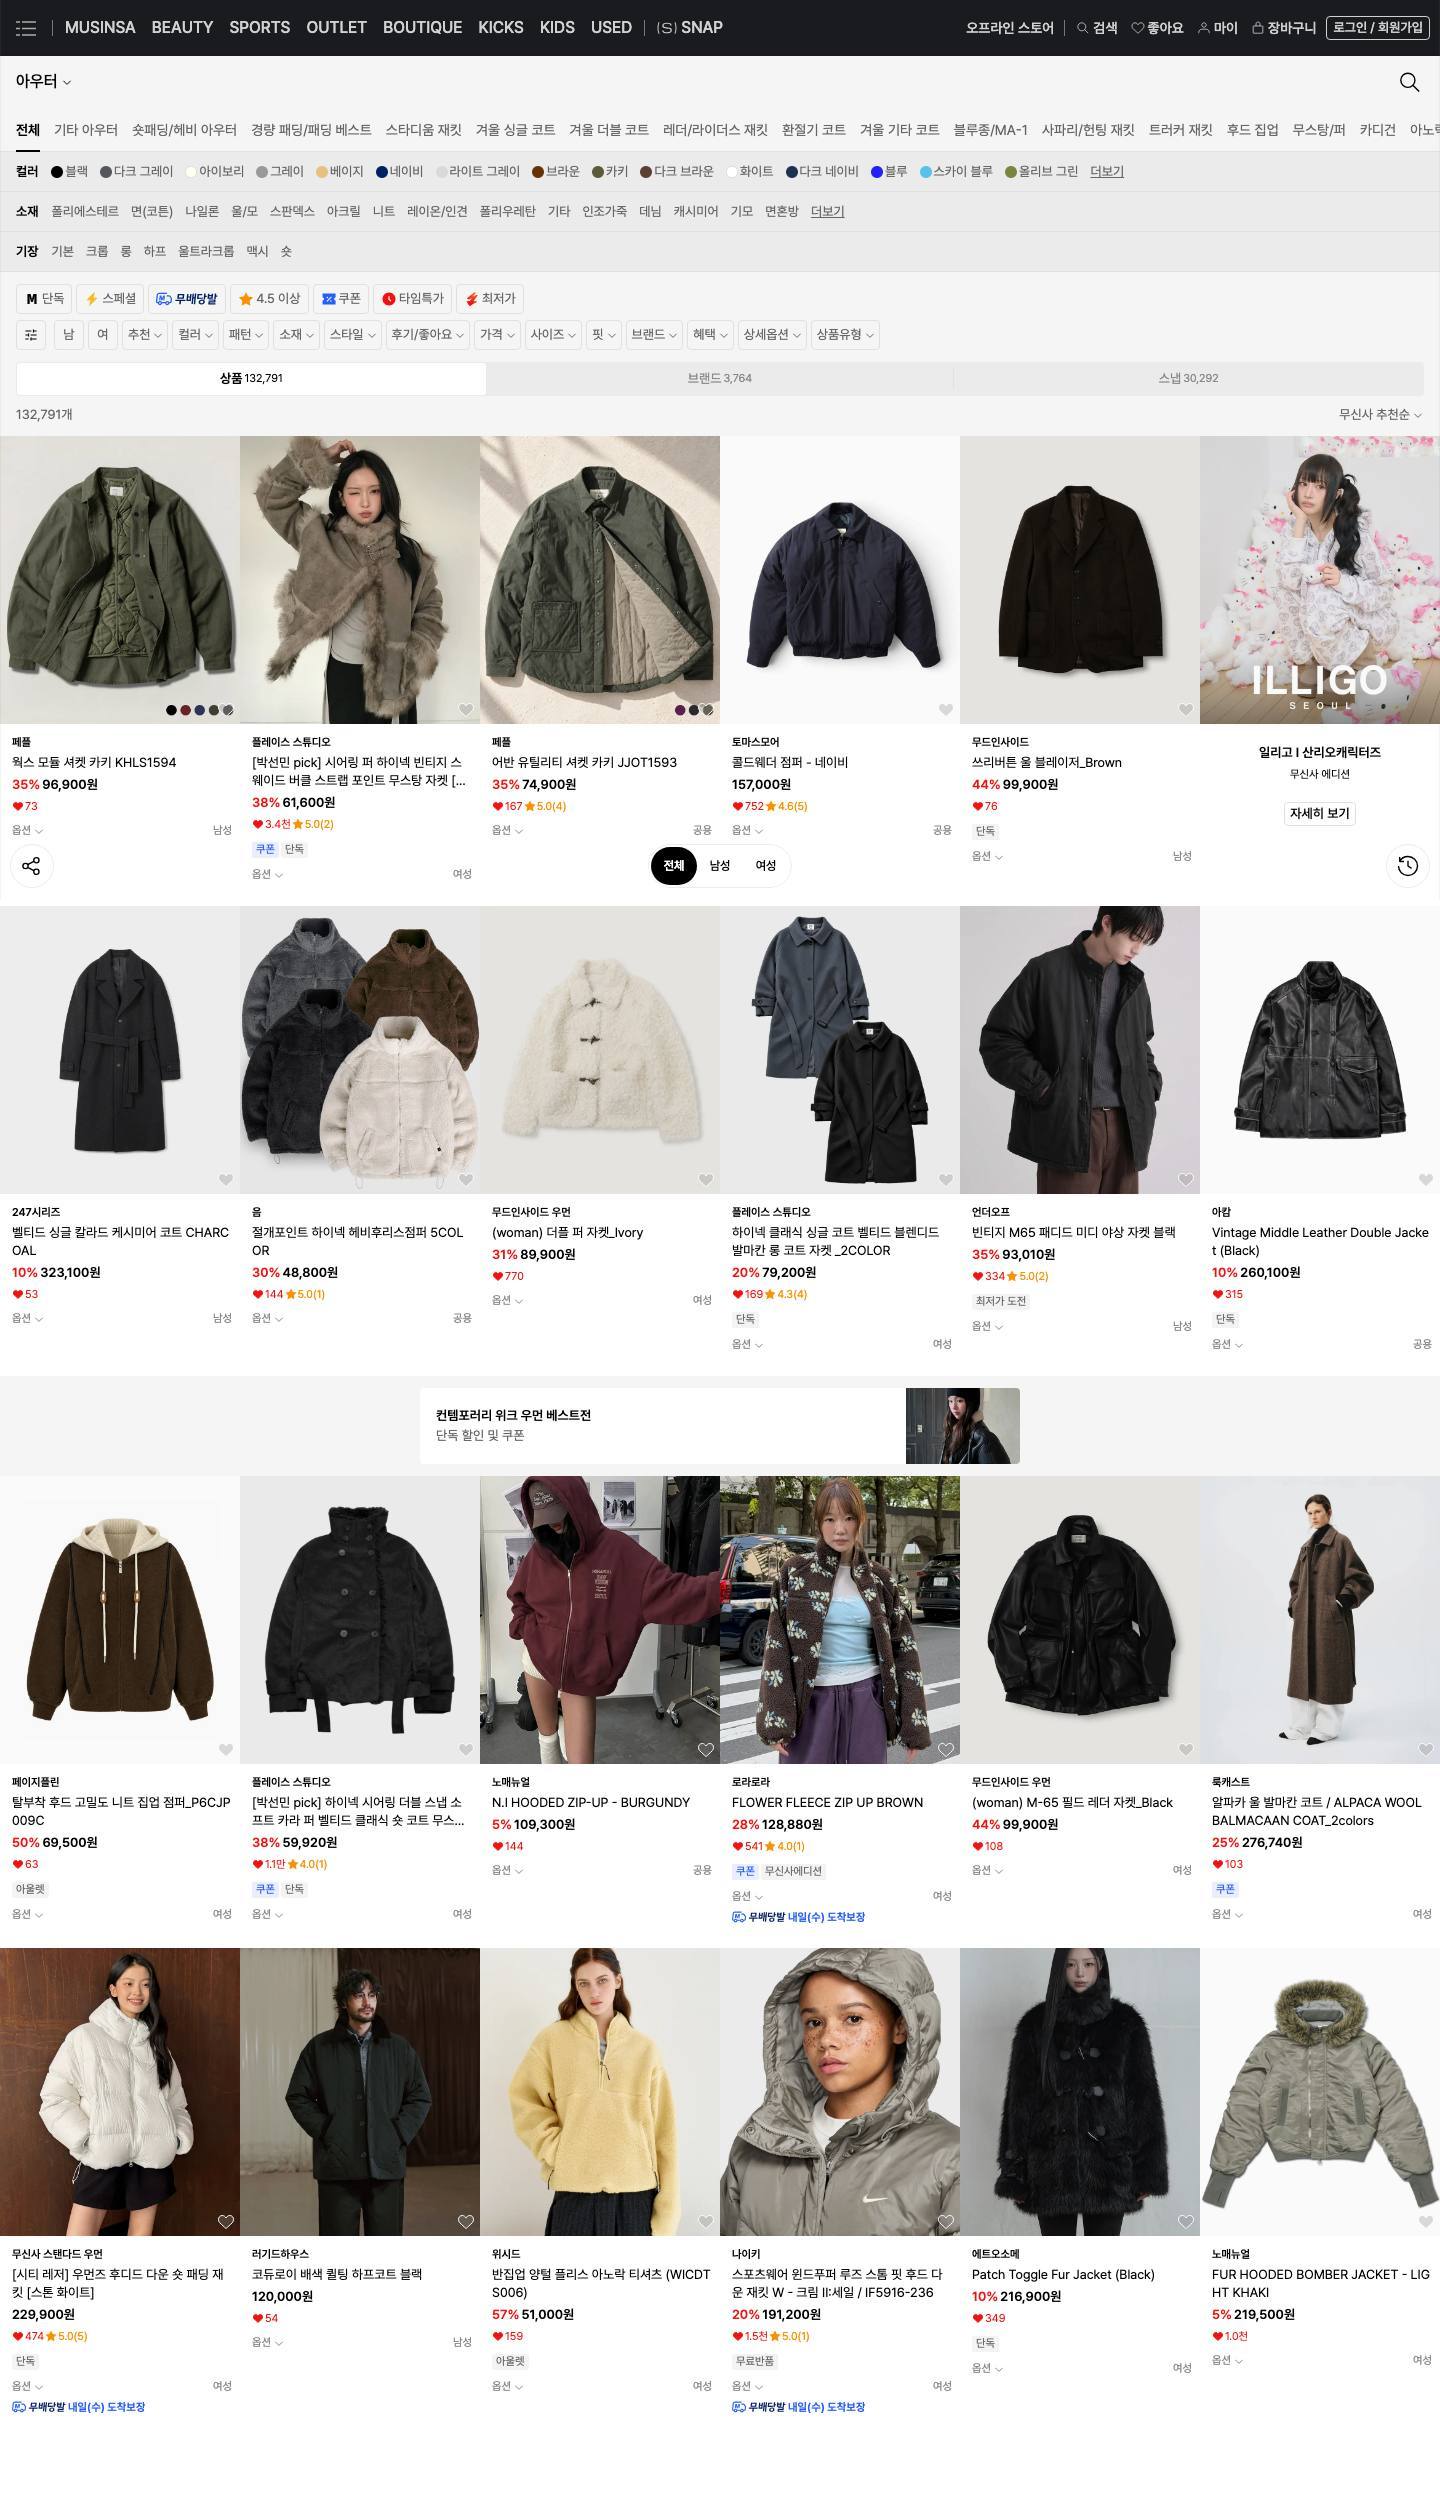 MUSINSA BEAUTY SPORTS OUTLET BOUTIQUE KICKS KIDS USED (S) SNAP 오프라인 스토어 검색 좋아요 마이 장바구니 로그인 / 회원가입
아우터
전체 기타 아우터 숏패딩/헤비 아우터 경량 패딩/패딩 베스트 스타디움 재킷 겨울 싱글 코트 겨울 더블 코트 레더/라이더스 재킷 환절기 코트 겨울 기타 코트 블루종/MA-1 사파리/헌팅 재킷 트러커 재킷 후드 집업 무스탕/퍼 카디건
컬러 블랙 다크 그레이 아이보리 그레이 베이지 네이비 라이트 그레이 브라운 카키 다크 브라운 화이트 다크 네이비 블루 스카이 블루 올리브 그린 더보기
소재 폴리에스테르 면(코튼) 나일론 울/모 스판덱스 아크릴 니트 레이온/인견 폴리우레탄 기타 인조가죽 데님 캐시미어 기모 면혼방 더보기
기장 기본 크롭 롱 하프 울트라크롭 맥시 숏
M 단독 스페셜 무배당발 4.5 이상 쿠폰 타임특가 최저가
남 여 추천 컬러 패턴 소재 스타일 후기/좋아요 가격 사이즈 핏 브랜드 혜택 상세옵션 상품유형
상품 132,791 브랜드 3,764 스냅 30,292
132,791개 무신사 추천순
ILLIGO
SEOUL
페플
웍스 모듈 셔켓 카키 KHLS1594
35% 96,900원
73
옵션 남성
플레이스 스튜디오
[박선민 pick] 시어링 퍼 하이넥 빈티지 스
웨이드 버클 스트랩 포인트 무스탕 자켓 [...
38% 61,600원
3.4천 5.0(2)
쿠폰 단독
옵션 여성
페플
어반 유틸리티 셔켓 카키 JJOT1593
35% 74,900원
167 5.0(4)
옵션 공용
토마스모어
콜드웨더 점퍼 - 네이비
157,000원
752 4.6(5)
옵션 공용
무드인사이드
쓰리버튼 울 블레이저_Brown
44% 99,900원
76
단독
옵션 남성
일리고 I 산리오캐릭터즈
무신사 에디션
자세히 보기
전체 남성 여성
247시리즈
벨티드 싱글 칼라드 케시미어 코트 CHARC
OAL
10% 323,100원
53
옵션 남성
음
절개포인트 하이넥 헤비후리스점퍼 5COL
OR
30% 48,800원
144 5.0(1)
옵션 공용
무드인사이드 우먼
(woman) 더플 퍼 자켓_Ivory
31% 89,900원
770
옵션 여성
플레이스 스튜디오
하이넥 클래식 싱글 코트 벨티드 블렌디드
발마칸 롱 코트 자켓 _2COLOR
20% 79,200원
169 4.3(4)
단독
옵션 여성
언더오프
빈티지 M65 패디드 미디 야상 자켓 블랙
35% 93,010원
334 5.0(2)
최저가 도전
옵션 남성
아캄
Vintage Middle Leather Double Jacke
t (Black)
10% 260,100원
315
단독
옵션 공용
컨템포러리 위크 우먼 베스트전
단독 할인 및 쿠폰
페이지플린
탈부착 후드 고밀도 니트 집업 점퍼_P6CJP
009C
50% 69,500원
63
아울렛
옵션 여성
플레이스 스튜디오
[박선민 pick] 하이넥 시어링 더블 스냅 소
프트 카라 퍼 벨티드 클래식 숏 코트 무스...
38% 59,920원
1.1만 4.0(1)
쿠폰 단독
옵션 여성
노매뉴얼
N.I HOODED ZIP-UP - BURGUNDY
5% 109,300원
144
옵션 공용
로라로라
FLOWER FLEECE ZIP UP BROWN
28% 128,880원
541 4.0(1)
쿠폰 무신사에디션
옵션 여성
무배당발 내일(수) 도착보장
무드인사이드 우먼
(woman) M-65 필드 레더 자켓_Black
44% 99,900원
108
옵션 여성
룩캐스트
알파카 울 발마칸 코트 / ALPACA WOOL
BALMACAAN COAT_2colors
25% 276,740원
103
쿠폰
옵션 여성
무신사 스탠다드 우먼
[시티 레저] 우먼즈 후디드 다운 숏 패딩 재
킷 [스톤 화이트]
229,900원
474 5.0(5)
단독
옵션 여성
무배당발 내일(수) 도착보장
러기드하우스
코듀로이 배색 퀼팅 하프코트 블랙
120,000원
54
옵션 남성
위시드
반집업 양털 플리스 아노락 티셔츠 (WICDT
S006)
57% 51,000원
159
아울렛
옵션 여성
나이키
스포츠웨어 윈드푸퍼 루즈 스톰 핏 후드 다
운 재킷 W - 크림 II:세일 / IF5916-236
20% 191,200원
1.5천 5.0(1)
무료반품
옵션 여성
무배당발 내일(수) 도착보장
에트오소메
Patch Toggle Fur Jacket (Black)
10% 216,900원
349
단독
옵션 여성
노매뉴얼
FUR HOODED BOMBER JACKET - LIG
HT KHAKI
5% 219,500원
1.0천
옵션 여성